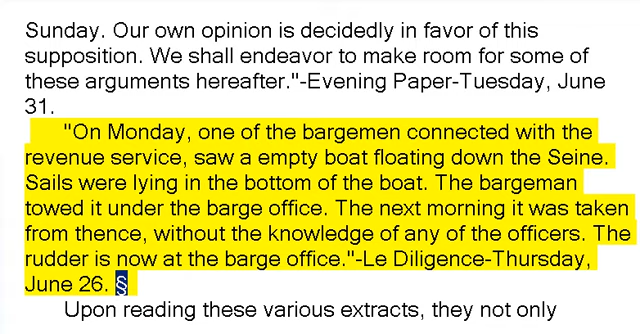 Sunday. Our own opinion is decidedly in favor of this
supposition. We shall endeavor to make room for some of
these arguments hereafter."-Evening Paper-Tuesday, June
31.
"On Monday, one of the bargemen connected with the
revenue service, saw a empty boat floating down the Seine.
Sails were lying in the bottom of the boat. The bargeman
towed it under the barge office. The next morning it was taken
from thence, without the knowledge of any of the officers. The
rudder is now at the barge office."-Le Diligence-Thursday,
June 26. §
Upon reading these various extracts, they not only